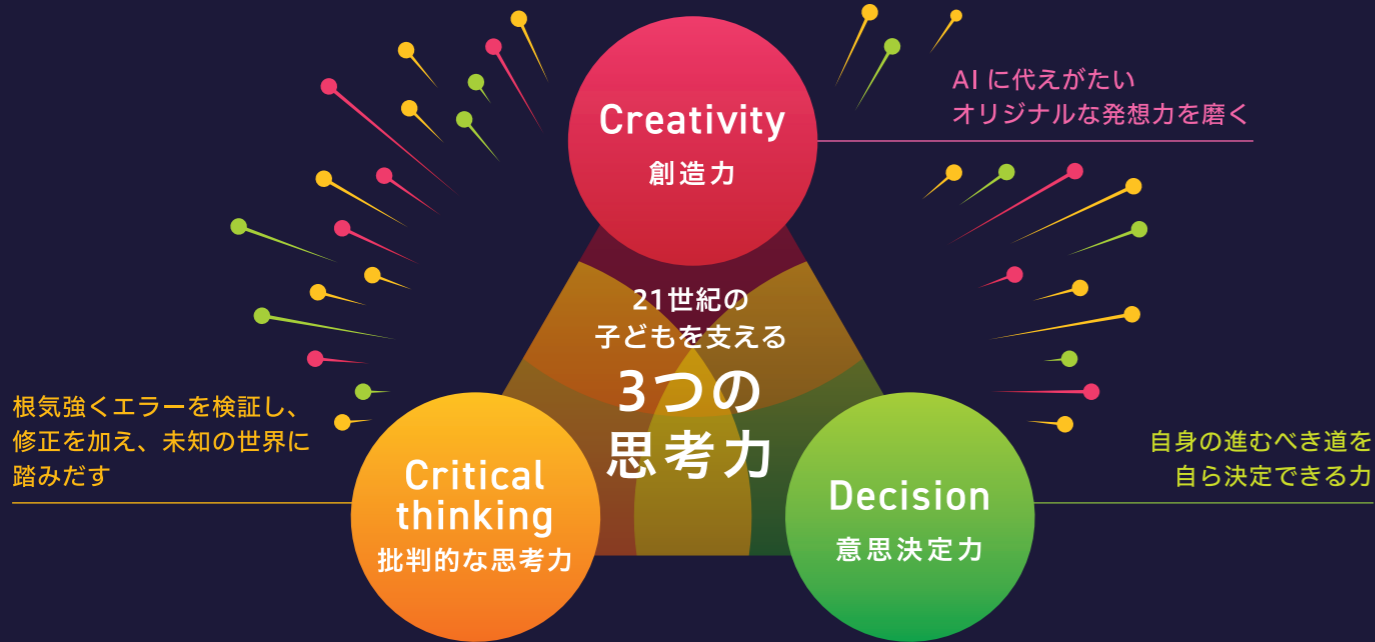 Creativity
創造力
AI に代えがたい
オリジナルな発想力を磨く
21世紀の
子どもを支える
3つの
思考力
根気強くエラーを検証し、
修正を加え、未知の世界に
踏みだす
Critical
thinking
批判的な思考力
Decision
意思決定力
自身の進むべき道を
自ら決定できる力